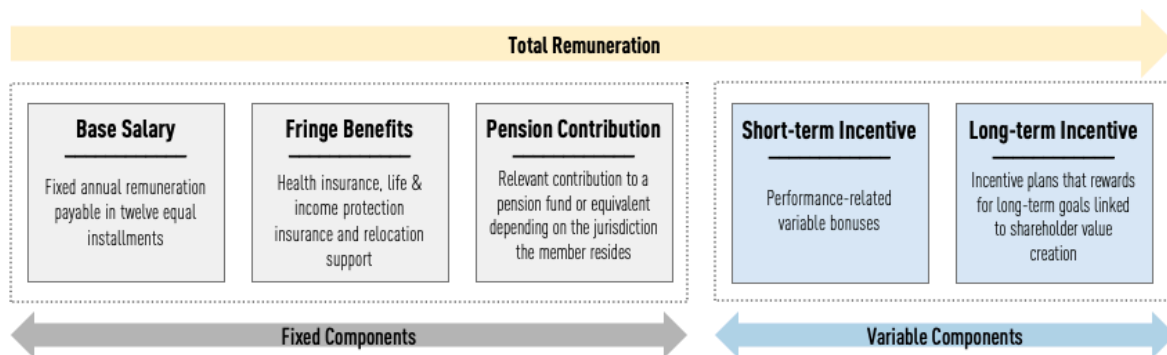 Total Remuneration
Base Salary
Fixed annual remuneration
payable in twelve equal
installments
Fringe Benefits
Health insurance, life &
income protection
insurance and relocation
support
Pension Contribution
Relevant contribution to a
pension fund or equivalent
depending on the jurisdiction
the member resides
Short-term Incentive
Performance-related
variable bonuses
Long-term Incentive
Incentive plans that rewards
for long-term goals linked
to shareholder value
creation
Fixed Components
Variable Components